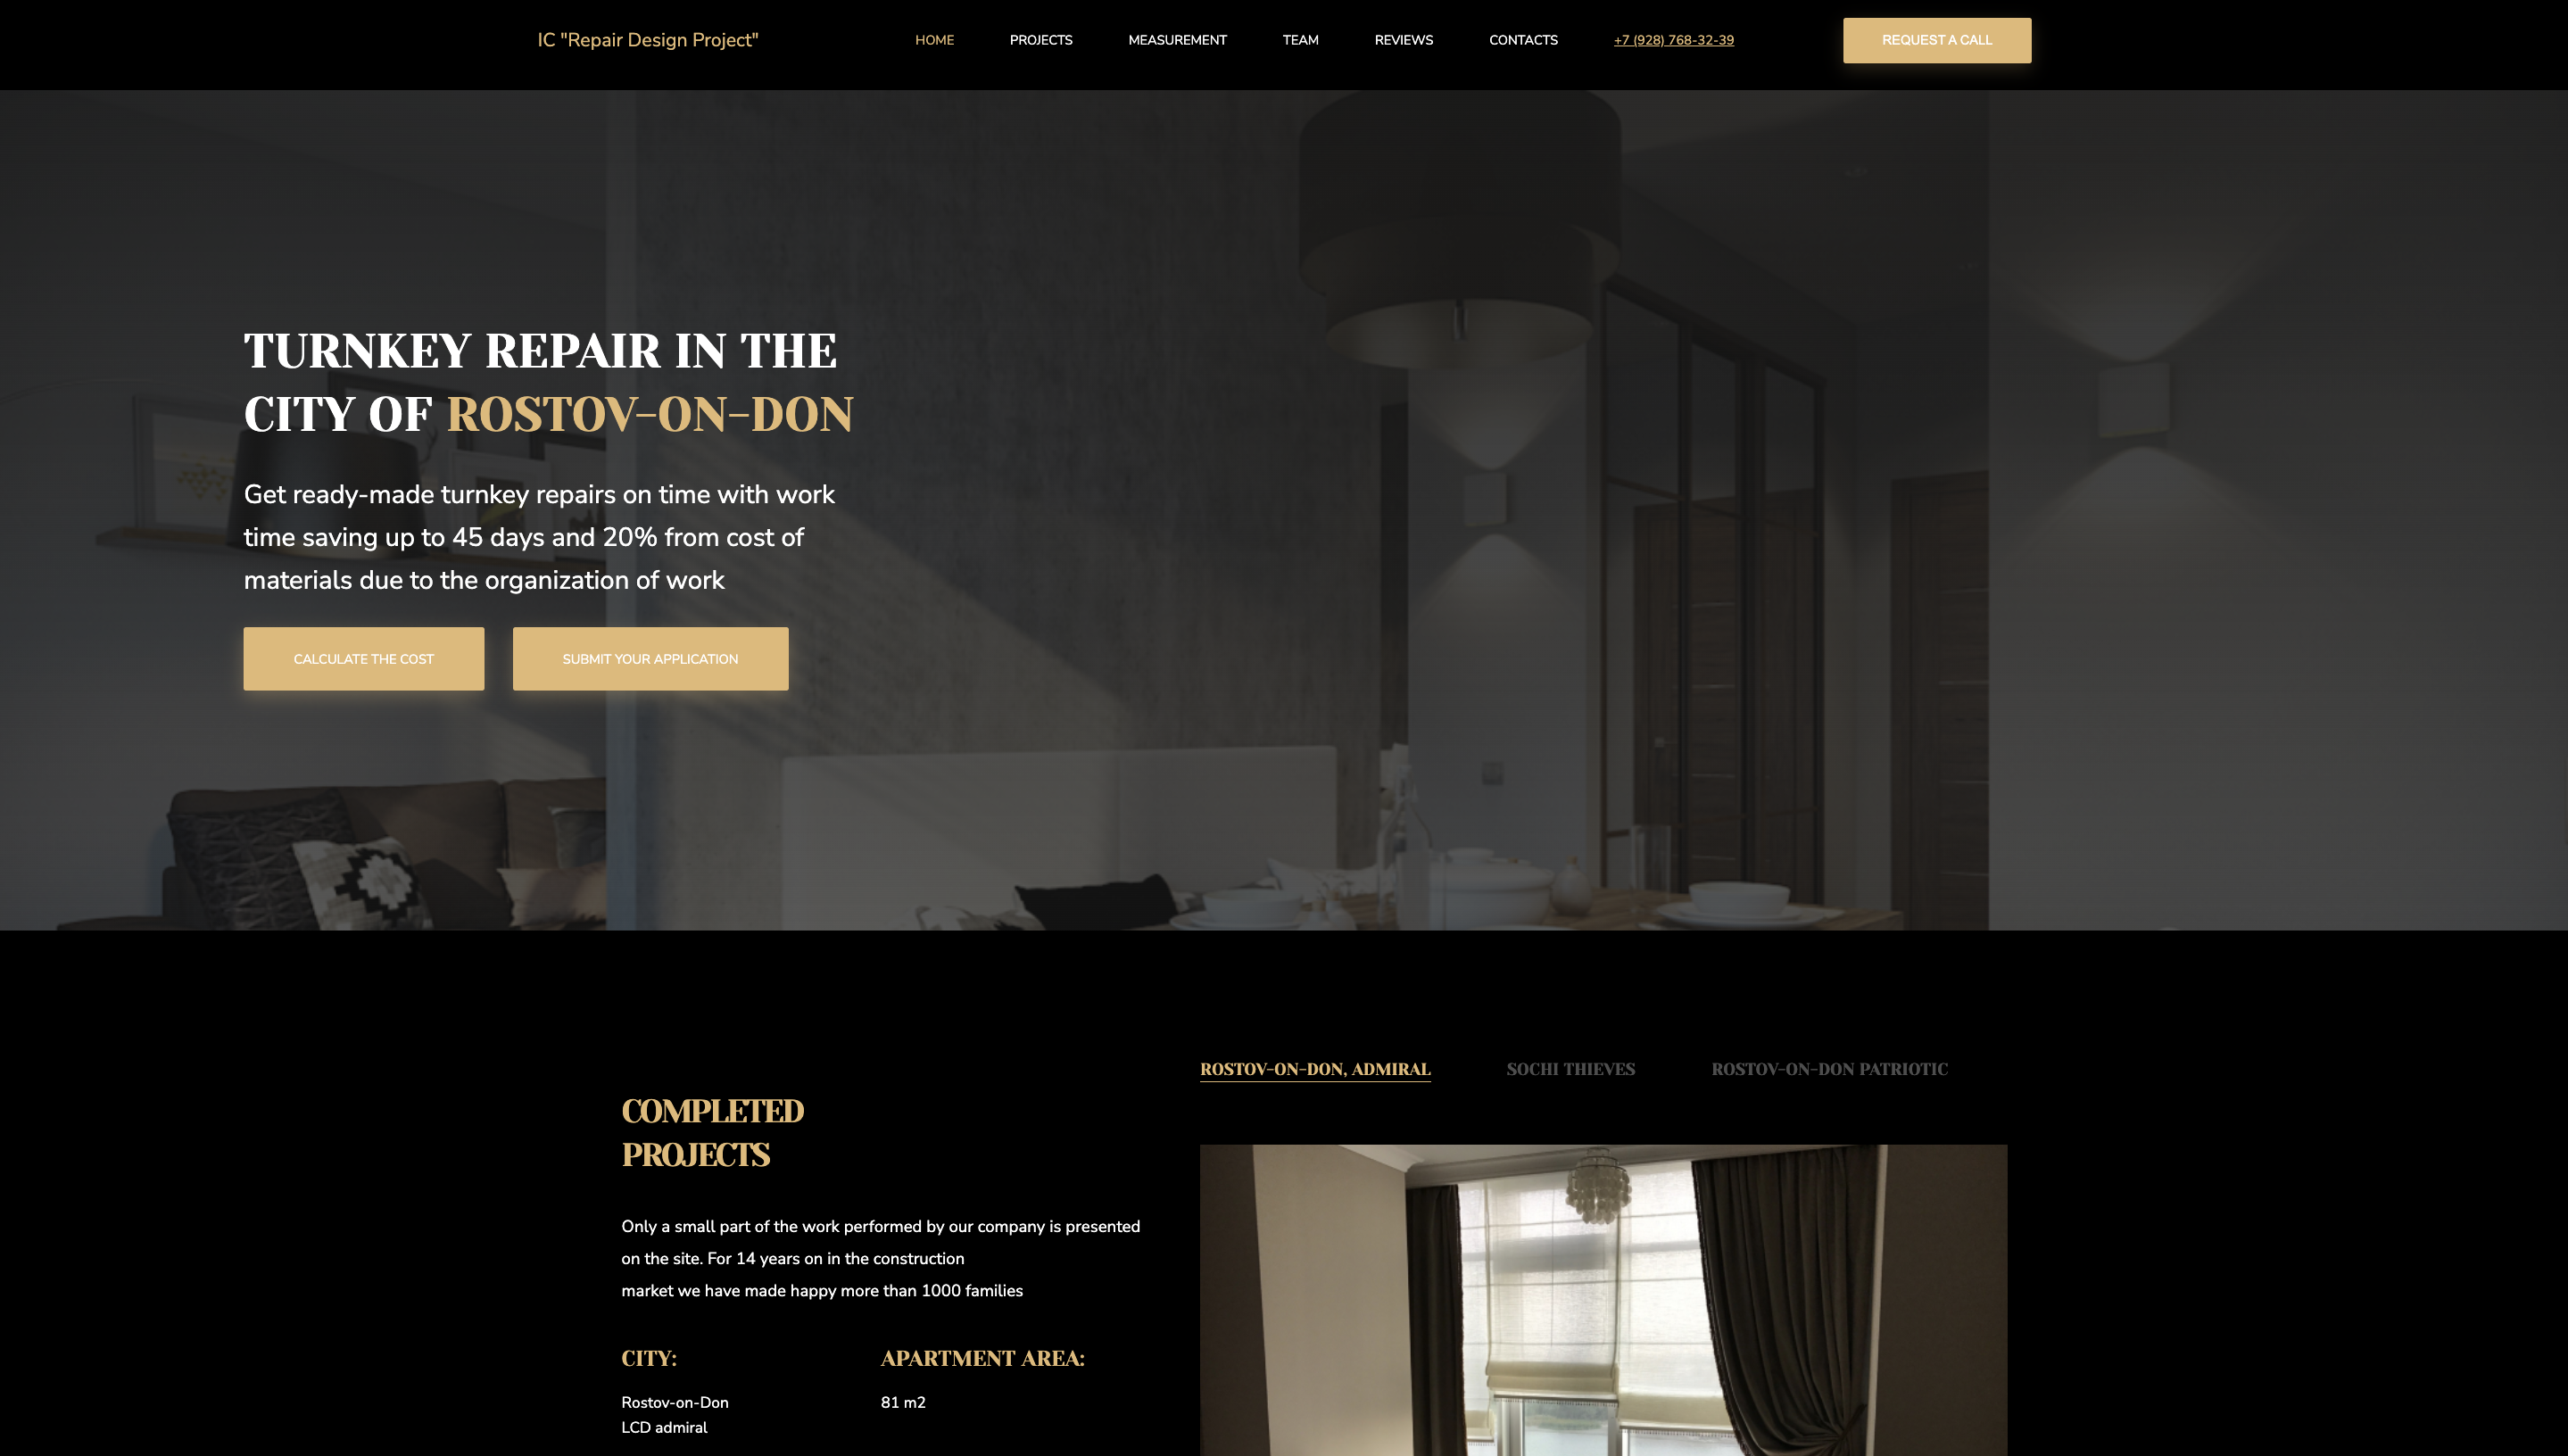 IC "Repair Design Project"
HOME
PROJECTS
MEASUREMENT
TEAM
REVIEWS
CONTACTS
+7 (928) 768-32-39
REQUEST A CALL
TURNKEY REPAIR IN THE
CITY OF ROSTOV-ON-DON
Get ready-made turnkey repairs on time with work
time saving up to 45 days and 20% from cost of
materials due to the organization of work
CALCULATE THE COST
SUBMIT YOUR APPLICATION
ROSTOV-ON-DON, ADMIRAL
SOCHI THIEVES
ROSTOV-ON-DON PATRIOTIC
COMPLETED
PROJECTS
Only a small part of the work performed by our company is presented
on the site. For 14 years on in the construction
market we have made happy more than 1000 families
CITY:
Rostov-on-Don
LCD admiral
APARTMENT AREA:
81 m2